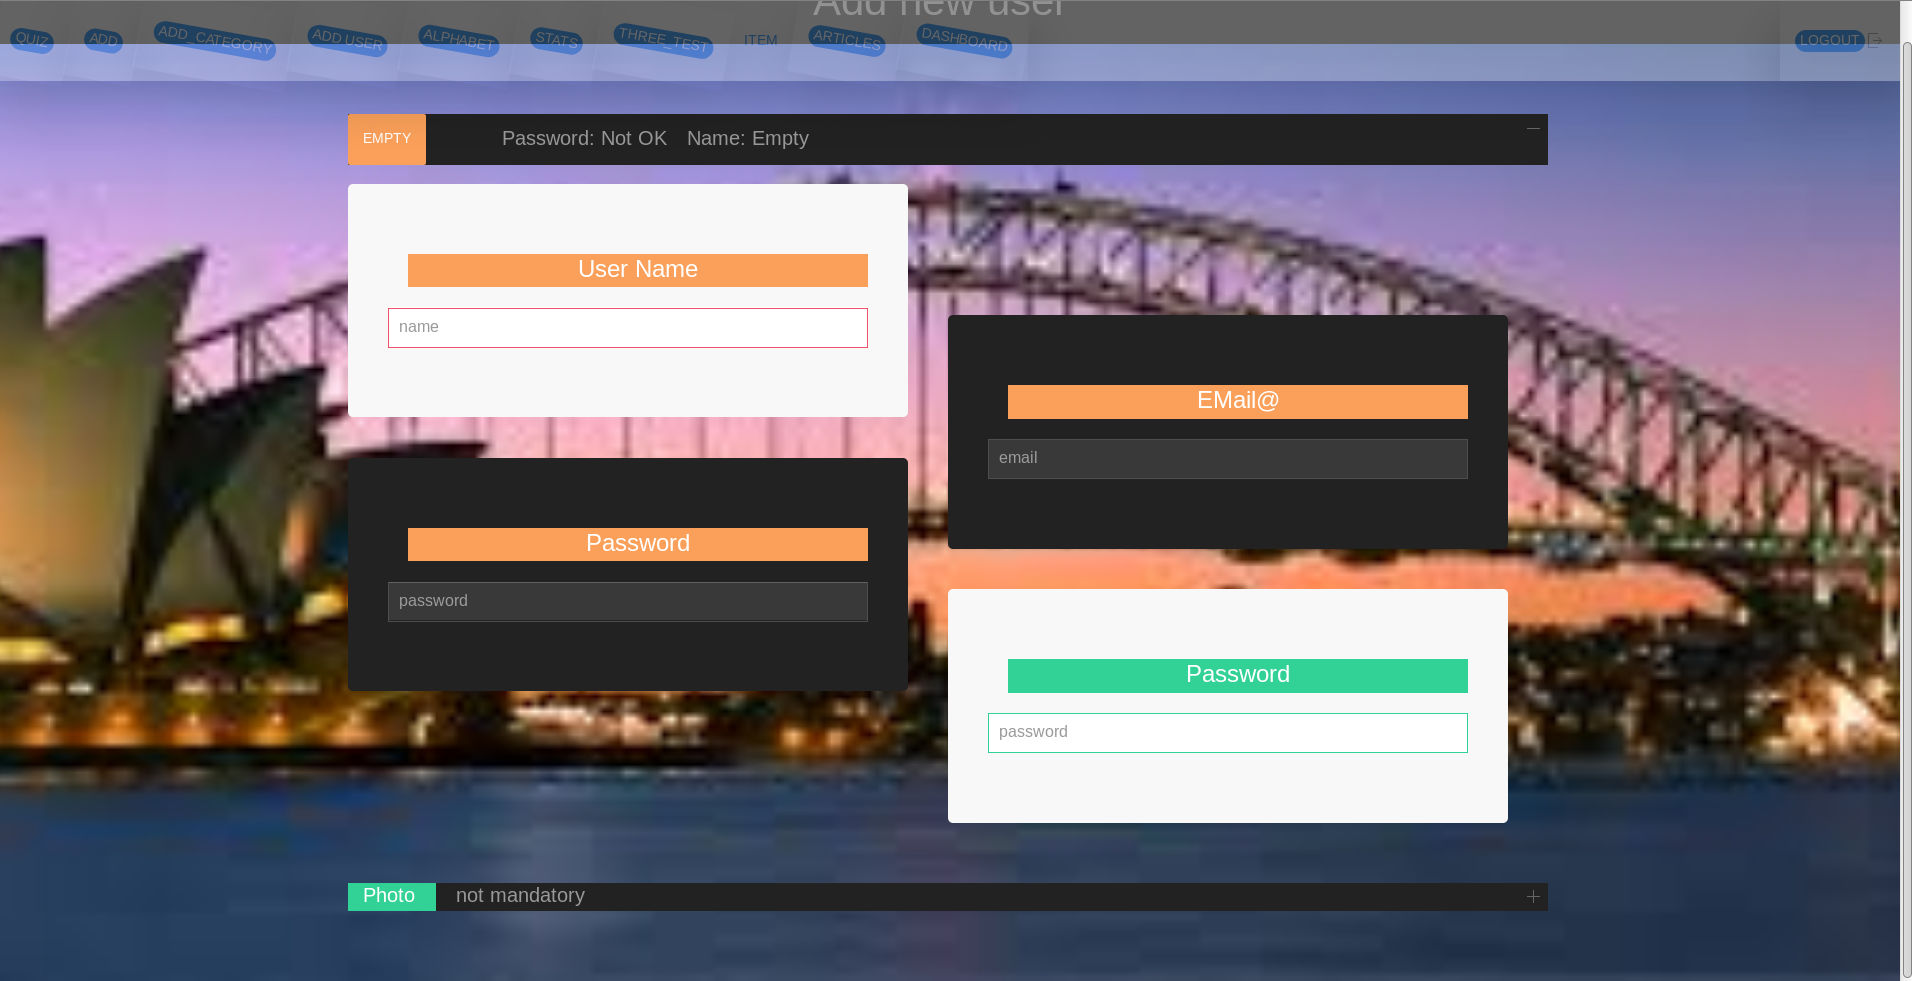 Add new user
QUIZ ADD ADD_CATEGORY ADD USER ALPHABET STATS THREE_TEST ITEM ARTICLES DASHBOARD LOGOUT
EMPTY Password: Not OK Name: Empty
User Name
name
EMail@
email
Password
password
Password
password
Photo not mandatory